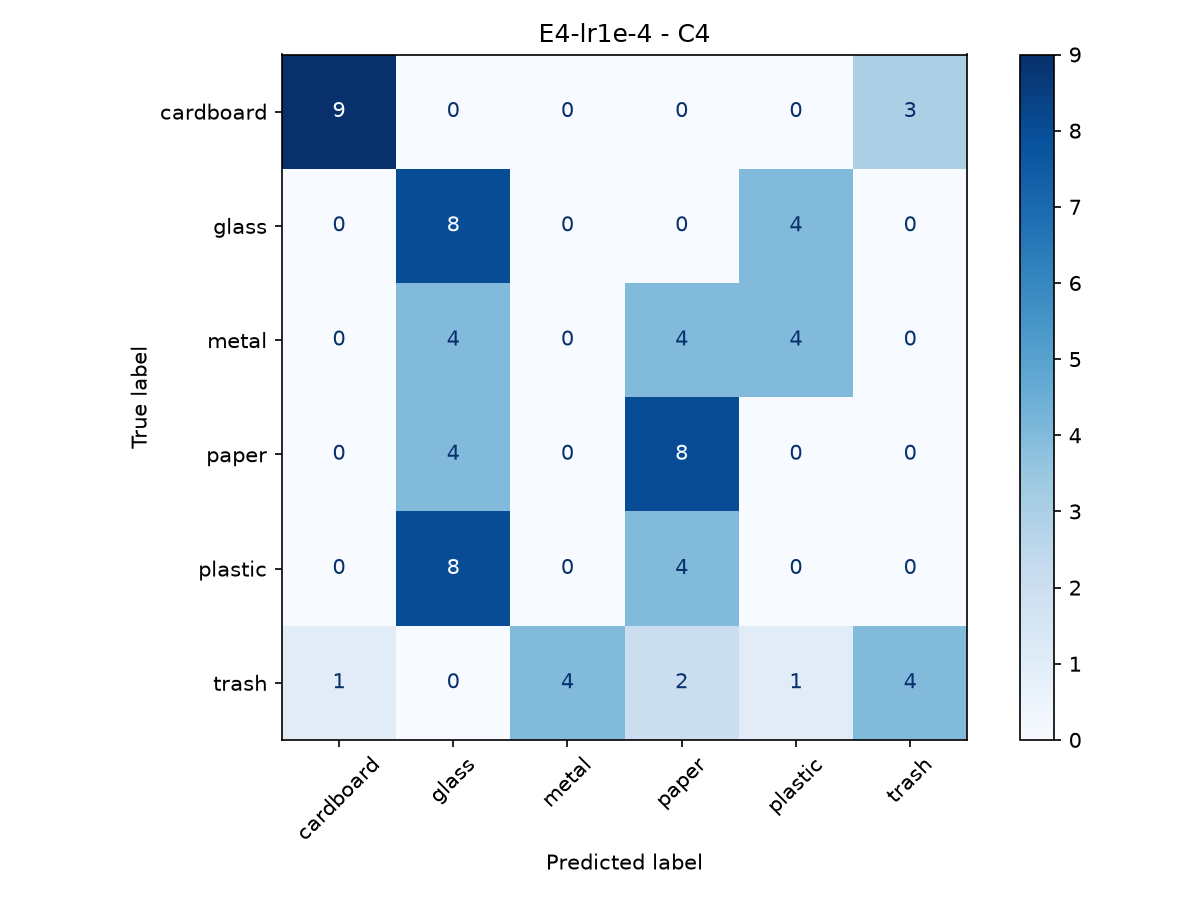 E4-lr1e-4 - C4
True label
cardboard 9 0 0 0 0 3
glass 0 8 0 0 4 0
metal 0 4 0 4 4 0
paper 0 4 0 8 0 0
plastic 0 8 0 4 0 0
trash 1 0 4 2 1 4
cardboard glass metal paper plastic trash
Predicted label
9
8
7
6
5
4
3
2
1
0